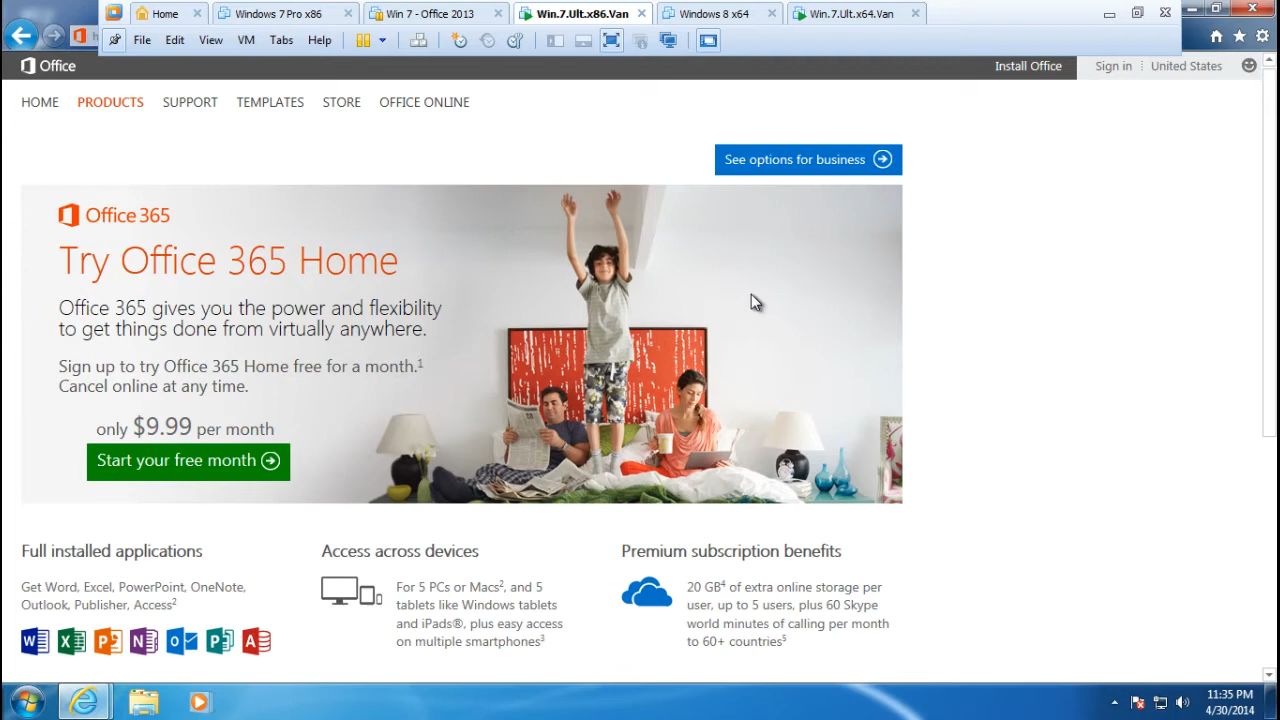 Home
Windows 7 Pro x86
Win 7 - Office 2013
Win.7.Ult.x86.Van
Windows 8 x64
Win.7.Ult.x64.Van
File Edit View VM Tabs Help
Office
Install Office
Sign in
United States
HOME PRODUCTS SUPPORT TEMPLATES STORE OFFICE ONLINE
See options for business
Office 365
Try Office 365 Home
Office 365 gives you the power and flexibility
to get things done from virtually anywhere.
Sign up to try Office 365 Home free for a month.1
Cancel online at any time.
only $9.99 per month
Start your free month
Full installed applications
Get Word, Excel, PowerPoint, OneNote,
Outlook, Publisher, Access2
Access across devices
For 5 PCs or Macs2, and 5
tablets like Windows tablets
and iPads®, plus easy access
on multiple smartphones3
Premium subscription benefits
20 GB4 of extra online storage per
user, up to 5 users, plus 60 Skype
world minutes of calling per month
to 60+ countries5
11:35 PM
4/30/2014